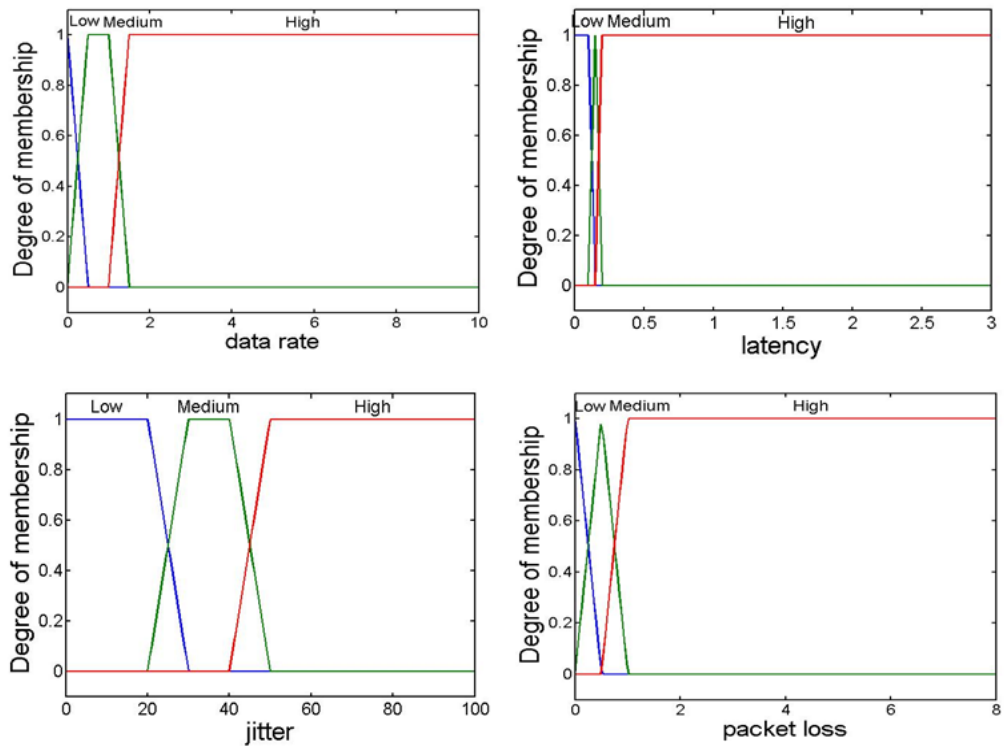 Low Medium High
Degree of membership
1
0.8
0.6
0.4
0.2
0
0 2 4 6 8 10
data rate
Low Medium High
Degree of membership
1
0.8
0.6
0.4
0.2
0
0 0.5 1 1.5 2 2.5 3
latency
Low Medium High
Degree of membership
1
0.8
0.6
0.4
0.2
0
0 20 40 60 80 100
jitter
Low Medium High
Degree of membership
1
0.8
0.6
0.4
0.2
0
0 2 4 6 8
packet loss